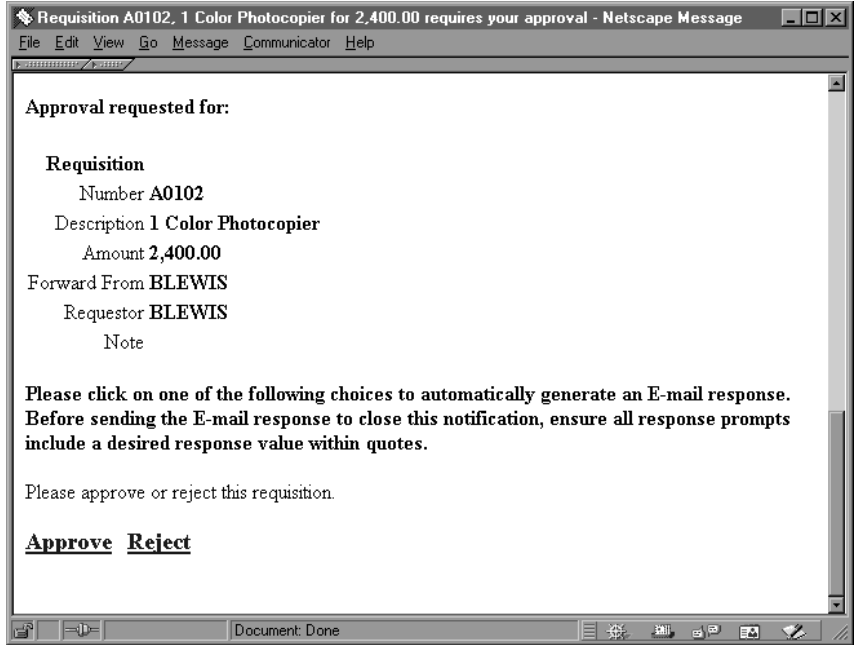 Requisition A0102, 1 Color Photocopier for 2,400.00 requires your approval - Netscape Message
File Edit View Go Message Communicator Help
Approval requested for:
Requisition
Number A0102
Description 1 Color Photocopier
Amount 2,400.00
Forward From BLEWIS
Requestor BLEWIS
Note
Please click on one of the following choices to automatically generate an E-mail response.
Before sending the E-mail response to close this notification, ensure all response prompts
include a desired response value within quotes.
Please approve or reject this requisition.
Approve Reject
Document: Done